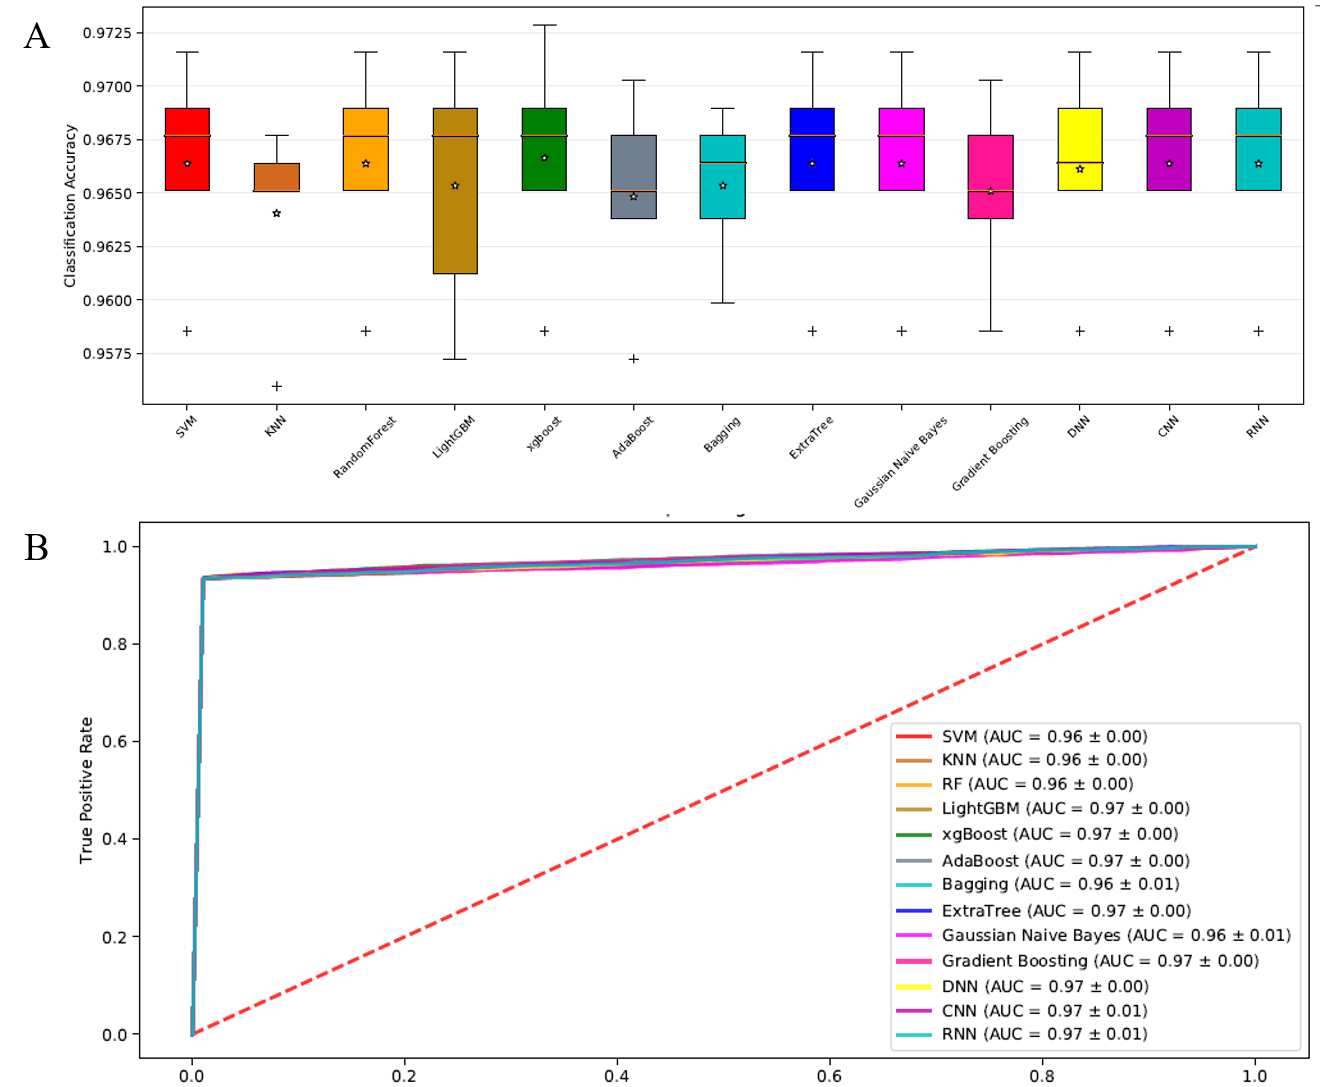 A
0.9725
0.9700
0.9675
0.9650
0.9625
0.9600
0.9575
Classification Accuracy
SVM
KNN
RandomForest
LightGBM
xgboost
AdaBoost
Bagging
ExtraTree
Gaussian Naive Bayes
Gradient Boosting
DNN
CNN
RNN
B
1.0
0.8
0.6
0.4
0.2
0.0
True Positive Rate
SVM (AUC = 0.96 ± 0.00)
KNN (AUC = 0.96 ± 0.00)
RF (AUC = 0.96 ± 0.00)
LightGBM (AUC = 0.97 ± 0.00)
xgBoost (AUC = 0.97 ± 0.00)
AdaBoost (AUC = 0.97 ± 0.00)
Bagging (AUC = 0.96 ± 0.01)
ExtraTree (AUC = 0.97 ± 0.00)
Gaussian Naive Bayes (AUC = 0.96 ± 0.01)
Gradient Boosting (AUC = 0.97 ± 0.00)
DNN (AUC = 0.97 ± 0.00)
CNN (AUC = 0.97 ± 0.01)
RNN (AUC = 0.97 ± 0.01)
0.0 0.2 0.4 0.6 0.8 1.0